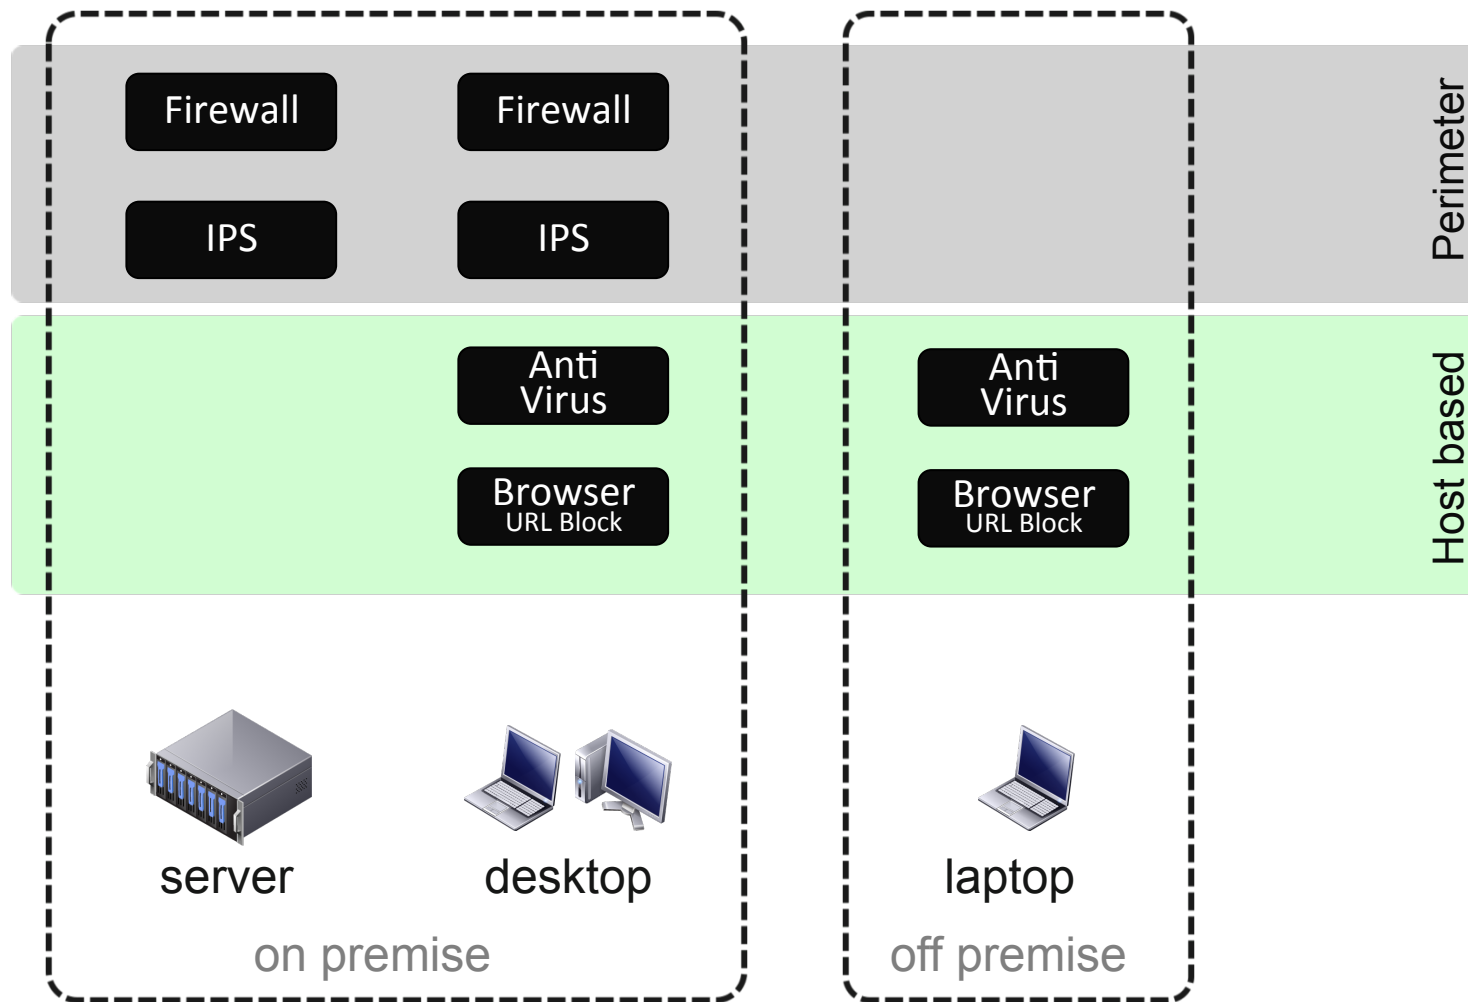 Firewall
Firewall
Perimeter
IPS
IPS
Anti
Virus
Anti
Virus
Host based
Browser
URL Block
Browser
URL Block
server
desktop
laptop
on premise
off premise